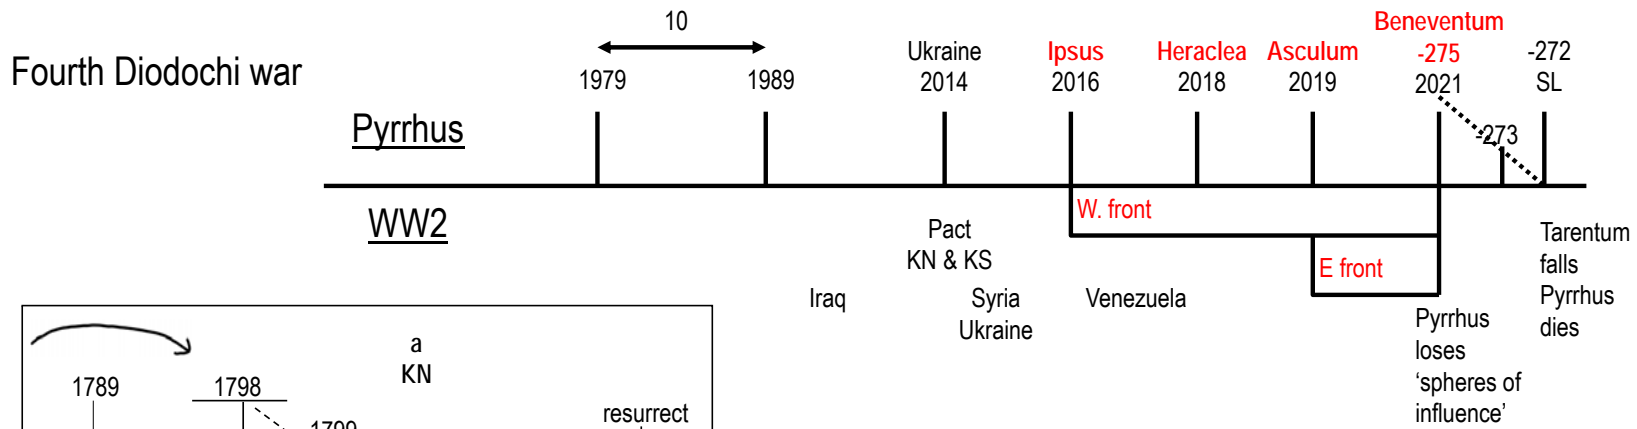 Fourth Diodochi war
10
1979
1989
Ukraine
2014
Ipsus
2016
Heraclea
2018
Asculum
2019
Beneventum
-275
2021
-272
SL
-273
Pyrrhus
WW2
W. front
E front
Pact
KN & KS
Iraq
Syria
Ukraine
Venezuela
Pyrrhus
loses
‘spheres of
influence’
Tarentum
falls
Pyrrhus
dies
a
KN
1789
1798
1799
resurrect